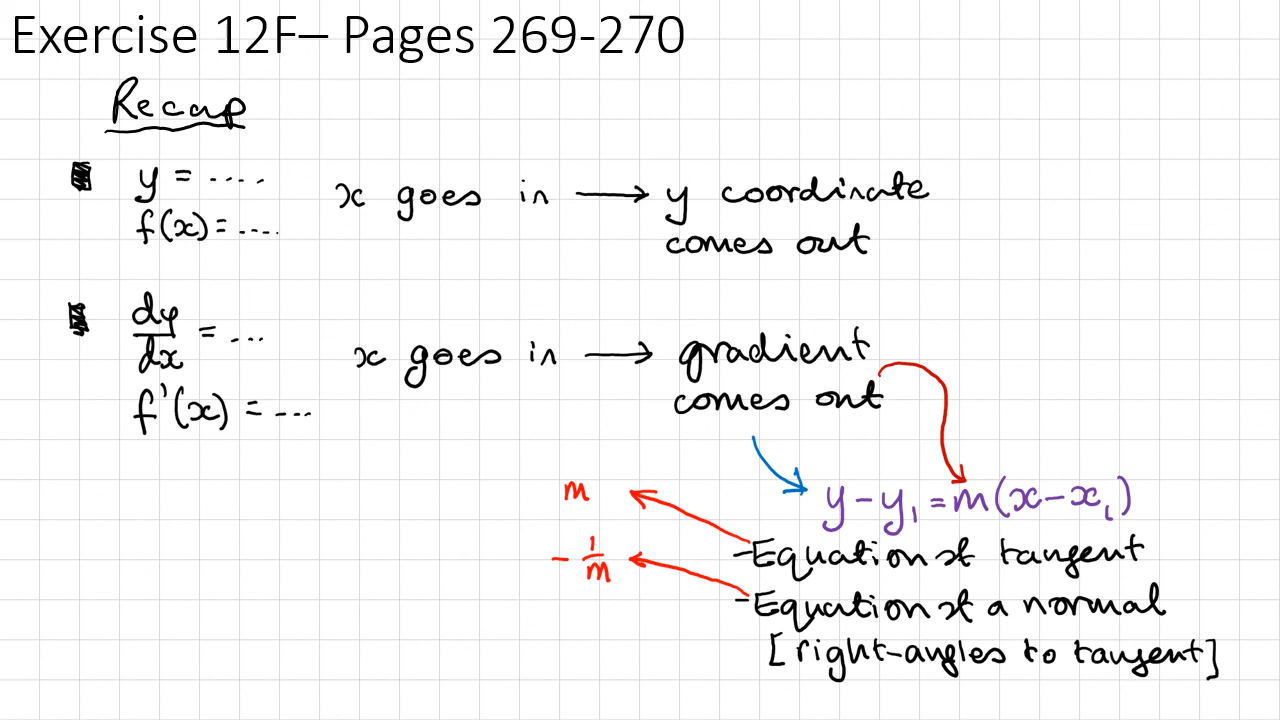 Exercise 12F– Pages 269-270
Recap
y = .....
f(x) = ....
x goes in → y coordinate
comes out
dy/dx = ...
f'(x) = ...
x goes in → gradient
comes out
y - y₁ = m(x - x₁)
m
- Equation of tangent
- 1/m
- Equation of a normal
[right-angles to tangent]